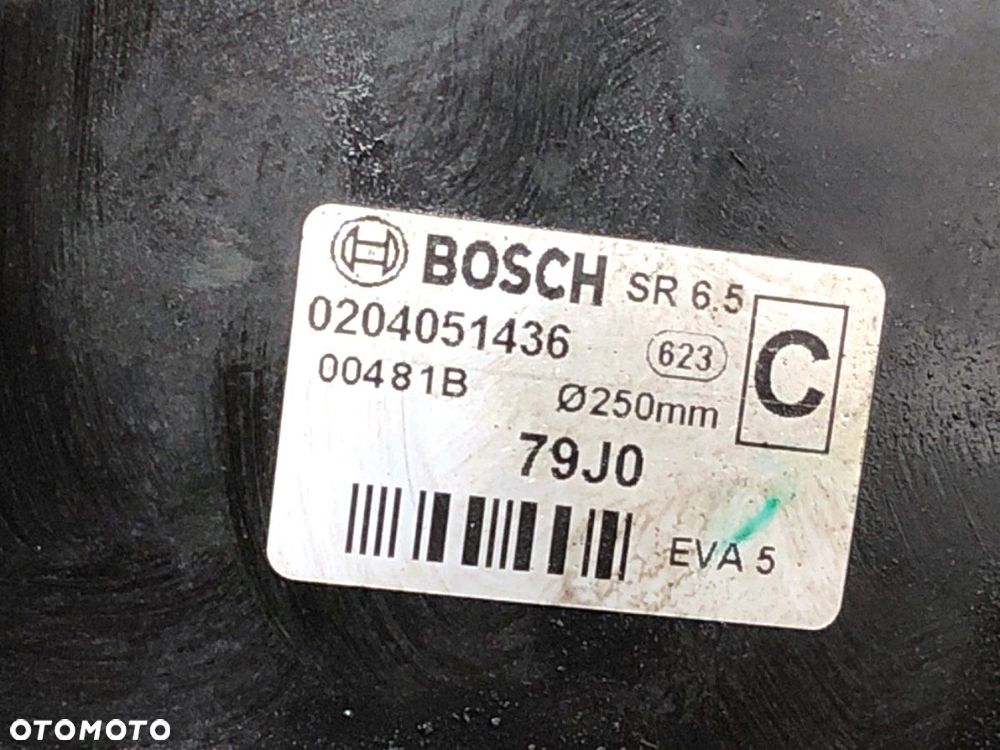 BOSCH SR 6.5
0204051436 623 C
00481B Ø250mm
79J0
EVA 5
OTOMOTO